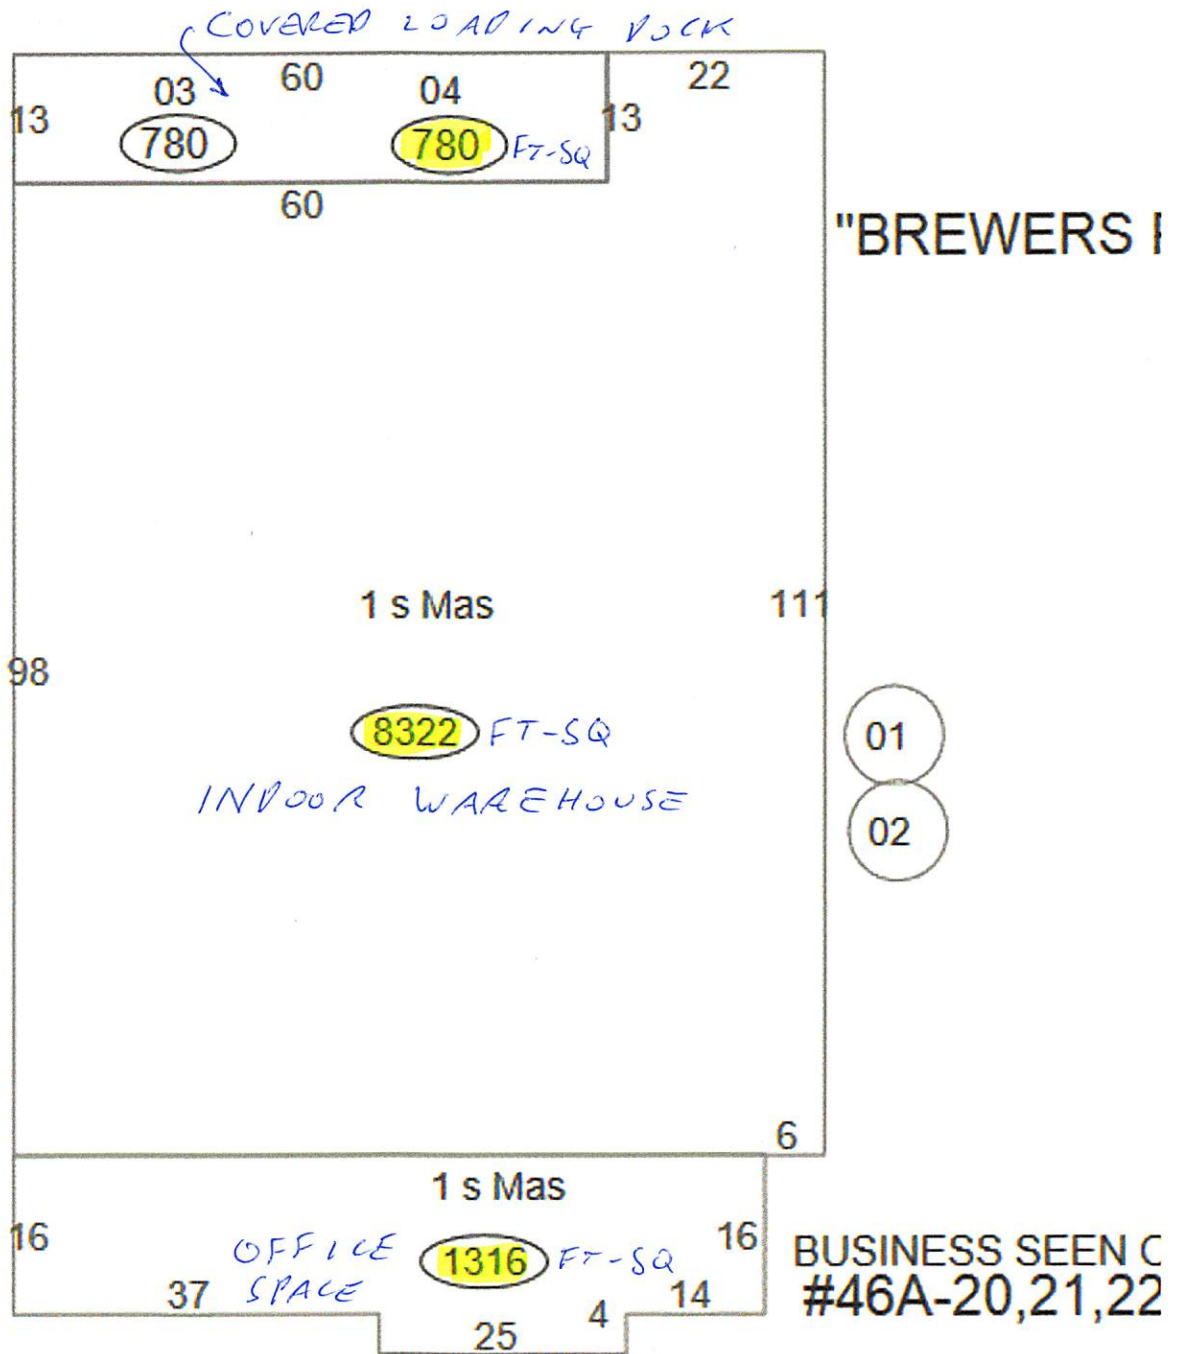 COVERED LOADING DOCK
03 60 04 22
13 780 780 FT-SQ 13
60
"BREWERS
1 s Mas 111
98
8322 FT-SQ 01
INDOOR WAREHOUSE
02
6
1 s Mas
16 OFFICE SPACE 1316 FT-SQ 16
BUSINESS SEEN
#46A-20,21,22
37 4 14
25